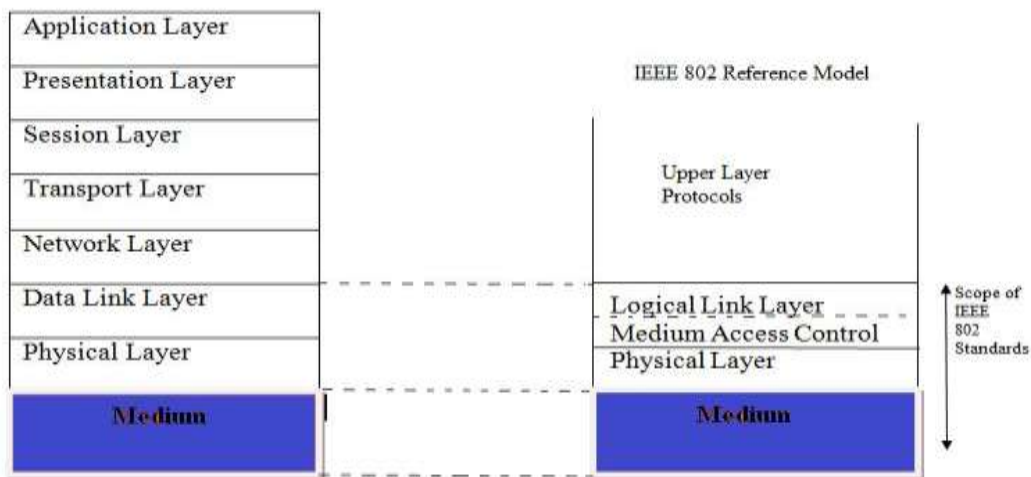 Application Layer
Presentation Layer
Session Layer
Transport Layer
Network Layer
Data Link Layer
Physical Layer
Medium
IEEE 802 Reference Model
Upper Layer
Protocols
Logical Link Layer
Medium Access Control
Physical Layer
Medium
Scope of
IEEE
802
Standards